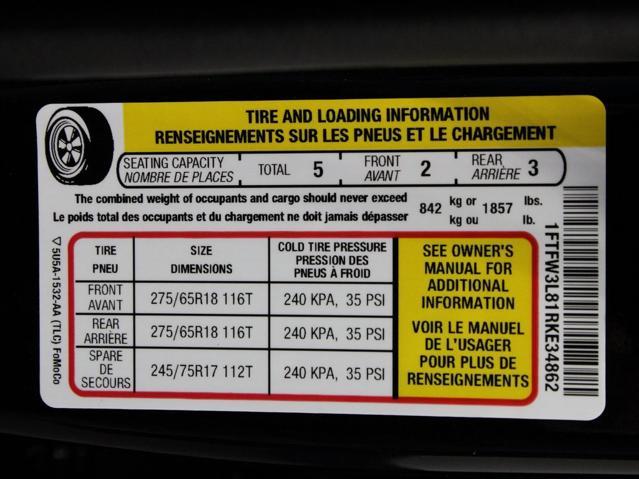 TIRE AND LOADING INFORMATION
RENSEIGNEMENTS SUR LES PNEUS ET LE CHARGEMENT
SEATING CAPACITY TOTAL 5 FRONT 2 REAR 3
NOMBRE DE PLACES AVANT ARRIÈRE
The combined weight of occupants and cargo should never exceed 842 kg or 1857 lbs.
Le poids total des occupants et du chargement ne doit jamais dépasser kg ou lb.
TIRE SIZE COLD TIRE PRESSURE
PNEU DIMENSIONS PRESSION DES
PNEUS À FROID
FRONT
AVANT 275/65R18 116T 240 KPA, 35 PSI
REAR
ARRIÈRE 275/65R18 116T 240 KPA, 35 PSI
SPARE
DE
SECOURS 245/75R17 112T 240 KPA, 35 PSI
SEE OWNER'S
MANUAL FOR
ADDITIONAL
INFORMATION
VOIR LE MANUEL
DE L'USAGER
POUR PLUS DE
RENSEIGNEMENTS
5U5A-1532-AA (TLC) FoMoCo
1FTFW3L81RKE34862